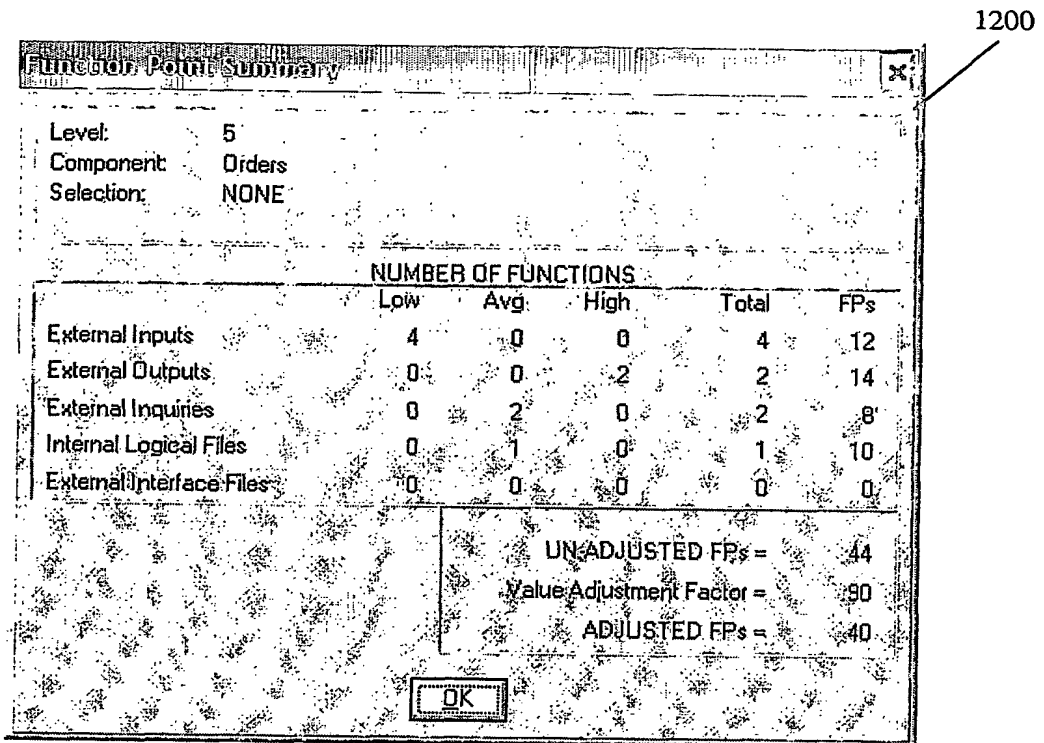 1200
Function Point Summary
Level: 5
Component: Orders
Selection: NONE
NUMBER OF FUNCTIONS
Low Avg High Total FPs
External Inputs 4 0 0 4 12
External Outputs 0 0 2 2 14
External Inquiries 0 2 0 2 8
Internal Logical Files 0 1 0 1 10
External Interface Files 0 0 0 0 0
UN-ADJUSTED FPs = 44
Value Adjustment Factor = .90
ADJUSTED FPs = 40
OK